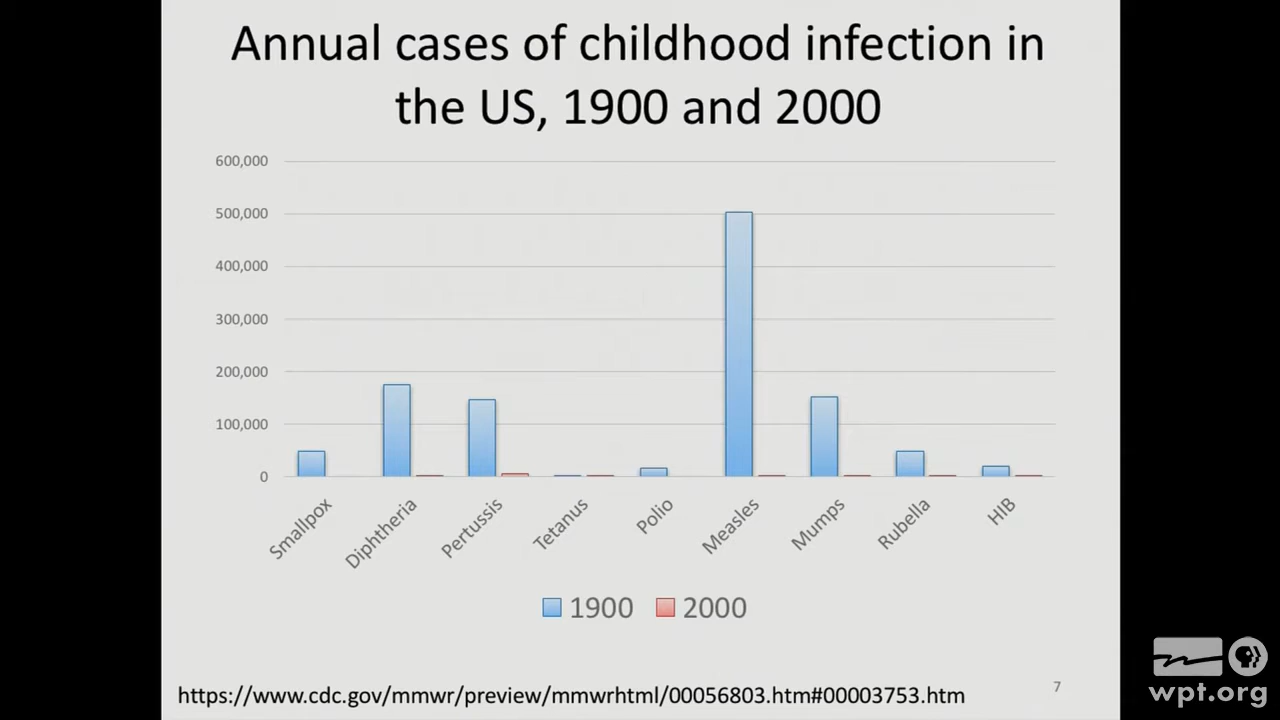 Annual cases of childhood infection in
the US, 1900 and 2000
600,000
500,000
400,000
300,000
200,000
100,000
0
Smallpox
Diphtheria
Pertussis
Tetanus
Polio
Measles
Mumps
Rubella
HIB
1900 2000
https://www.cdc.gov/mmwr/preview/mmwrhtml/00056803.htm#00003753.htm
7
wpt.org